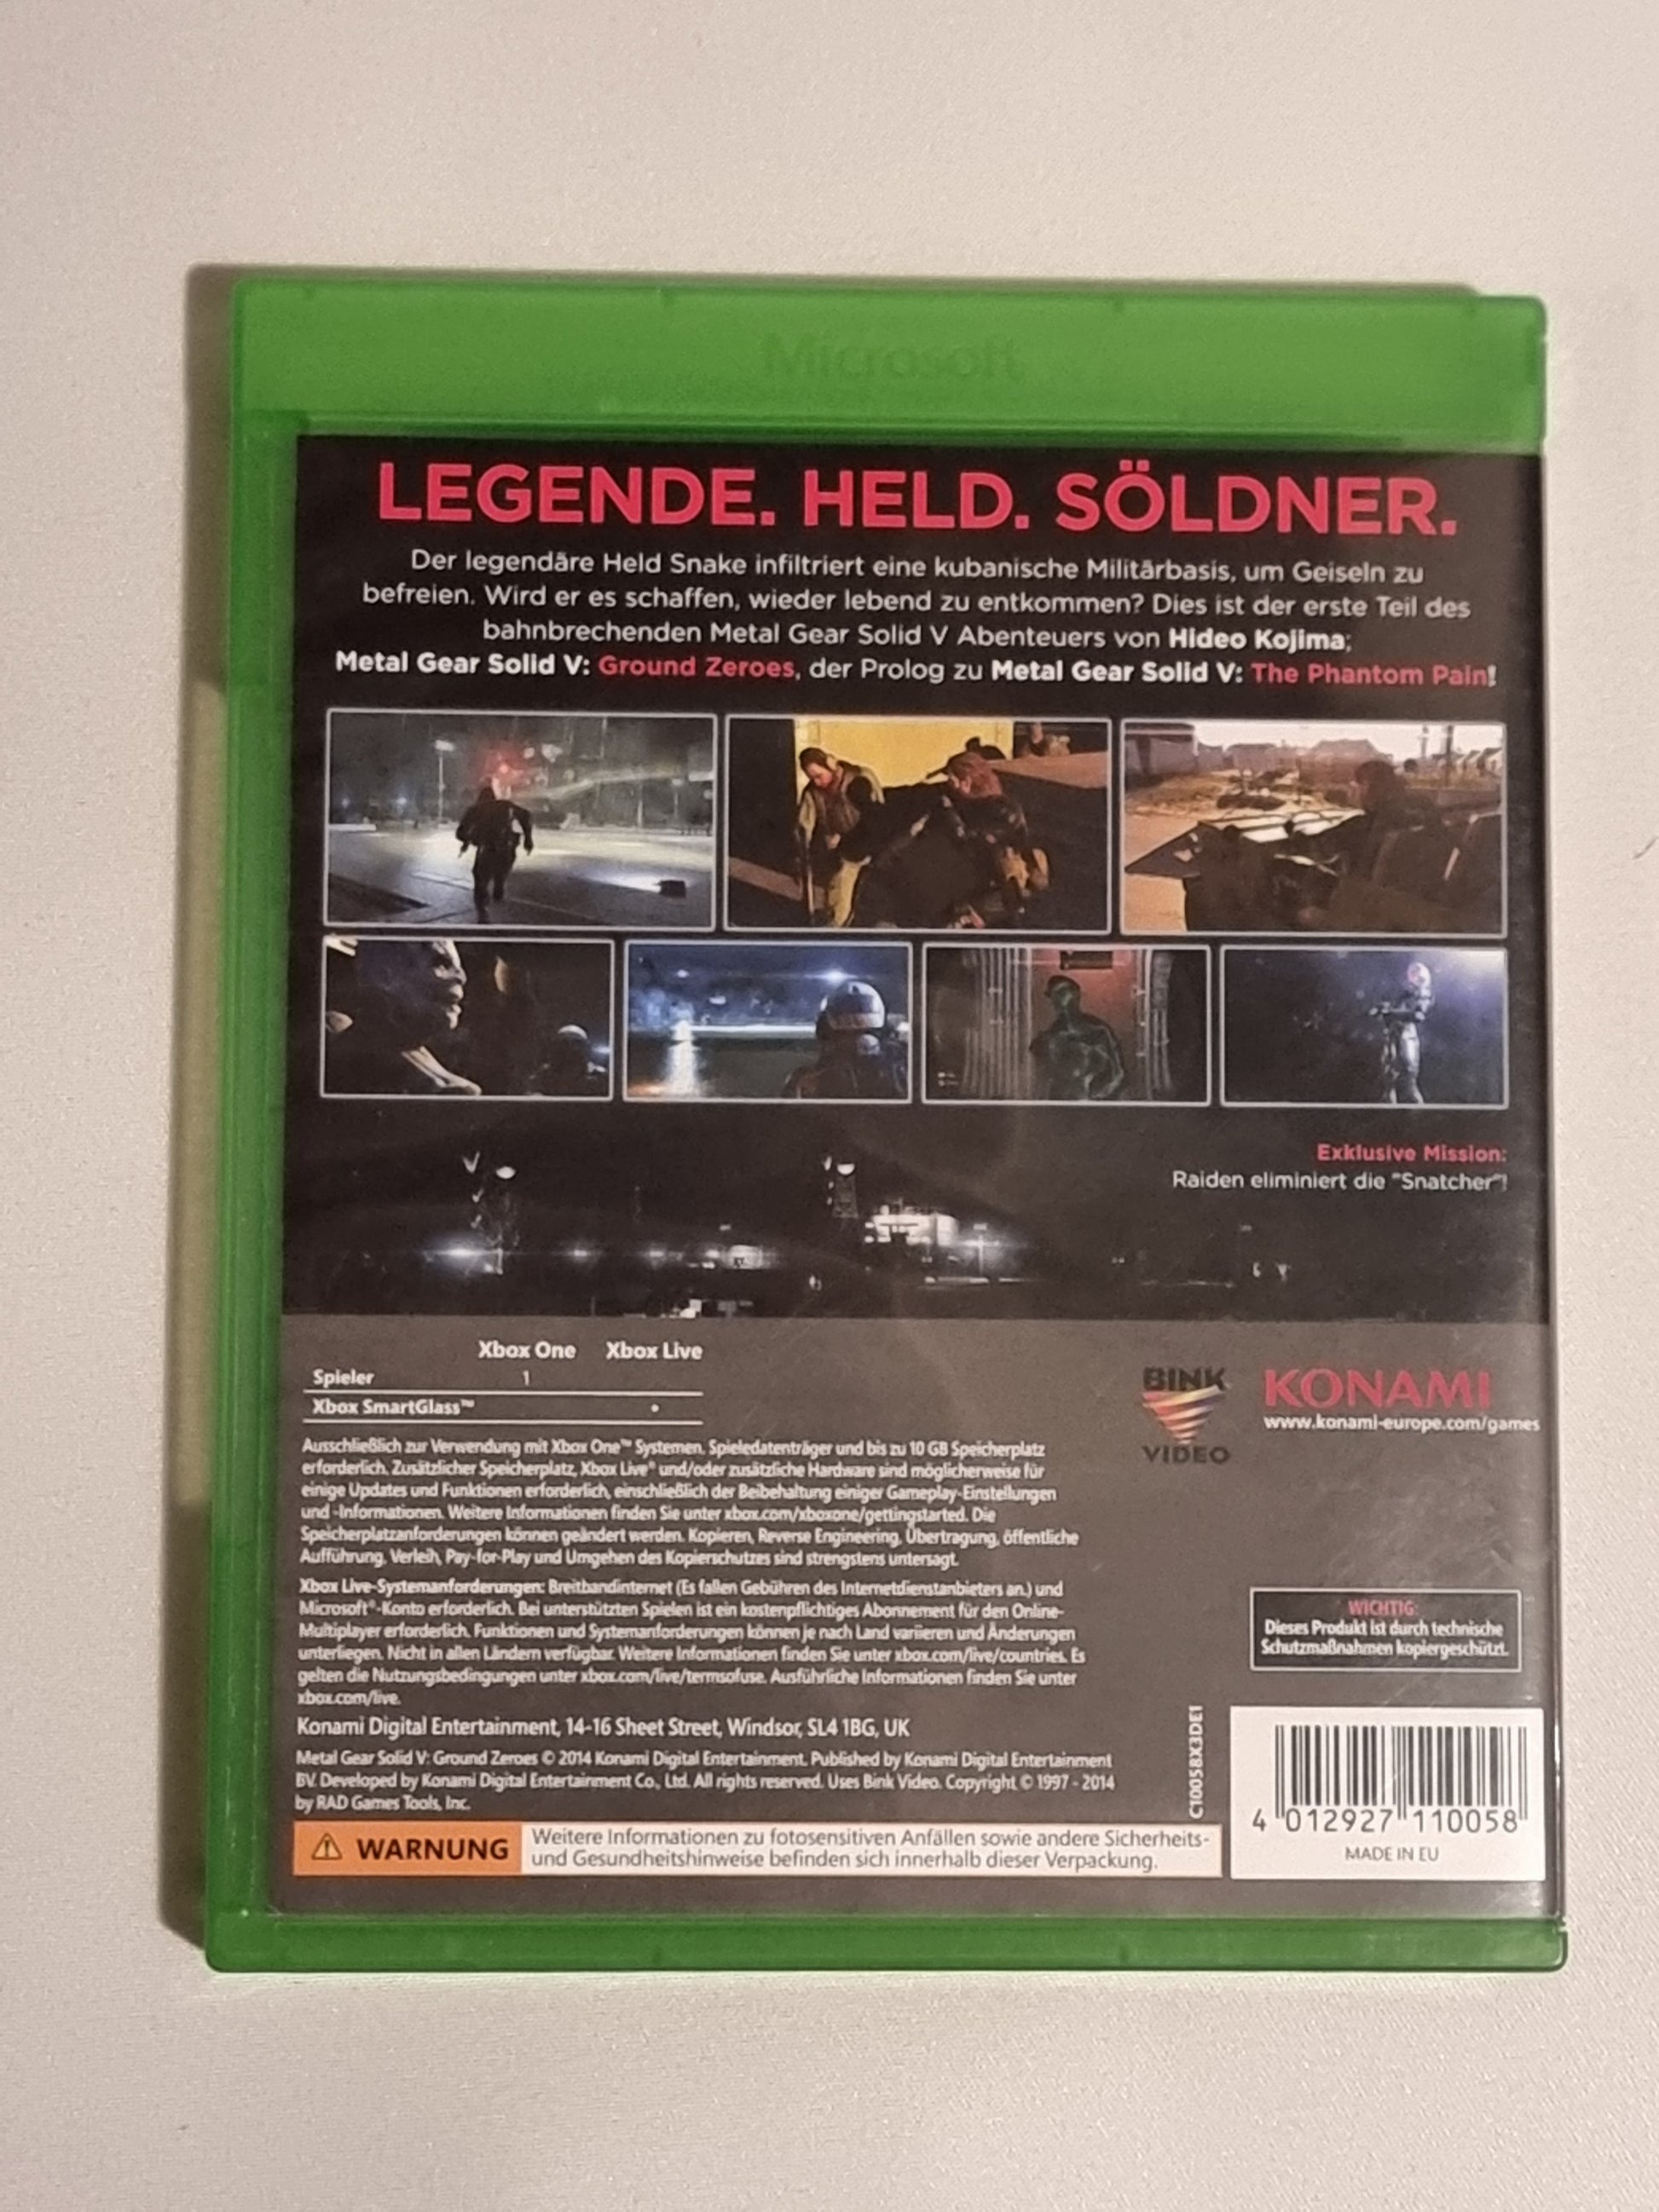 Microsoft
LEGENDE. HELD. SÖLDNER.
Der legendäre Held Snake infiltriert eine kubanische Militärbasis, um Geiseln zu
befreien. Wird er es schaffen, wieder lebend zu entkommen? Dies ist der erste Teil des
bahnbrechenden Metal Gear Solid V Abenteuers von Hideo Kojima;
Metal Gear Solid V: Ground Zeroes, der Prolog zu Metal Gear Solid V: The Phantom Pain!
Exklusive Mission:
Raiden eliminiert die "Snatcher"!
Xbox One Xbox Live
Spieler 1
Xbox SmartGlass™ •
BINK
VIDEO
KONAMI
www.konami-europe.com/games
Ausschließlich zur Verwendung mit Xbox One™ Systemen. Spieledatenträger und bis zu 10 GB Speicherplatz
erforderlich. Zusätzlicher Speicherplatz, Xbox Live® und/oder zusätzliche Hardware sind möglicherweise für
einige Updates und Funktionen erforderlich, einschließlich der Beibehaltung einiger Gameplay-Einstellungen
und -Informationen. Weitere Informationen finden Sie unter xbox.com/xboxone/gettingstarted. Die
Speicherplatzanforderungen können geändert werden. Kopieren, Reverse Engineering, Übertragung, öffentliche
Aufführung, Verleih, Pay-for-Play und Umgehen des Kopierschutzes sind strengstens untersagt.
Xbox Live-Systemanforderungen: Breitbandinternet (Es fallen Gebühren des Internetdienstanbieters an.) und
Microsoft®-Konto erforderlich. Bei unterstützten Spielen ist ein kostenpflichtiges Abonnement für den Online-
Multiplayer erforderlich. Funktionen und Systemanforderungen können je nach Land variieren und Änderungen
unterliegen. Nicht in allen Ländern verfügbar. Weitere Informationen finden Sie unter xbox.com/live/countries. Es
gelten die Nutzungsbedingungen unter xbox.com/live/termsofuse. Ausführliche Informationen finden Sie unter
xbox.com/live.
WICHTIG:
Dieses Produkt ist durch technische
Schutzmaßnahmen kopiergeschützt.
Konami Digital Entertainment, 14-16 Sheet Street, Windsor, SL4 1BG, UK
Metal Gear Solid V: Ground Zeroes © 2014 Konami Digital Entertainment. Published by Konami Digital Entertainment
BV. Developed by Konami Digital Entertainment Co., Ltd. All rights reserved. Uses Bink Video. Copyright © 1997 - 2014
by RAD Games Tools, Inc.
C10058X3DE1
4 012927 110058
MADE IN EU
WARNUNG
Weitere Informationen zu fotosensitiven Anfällen sowie andere Sicherheits-
und Gesundheitshinweise befinden sich innerhalb dieser Verpackung.